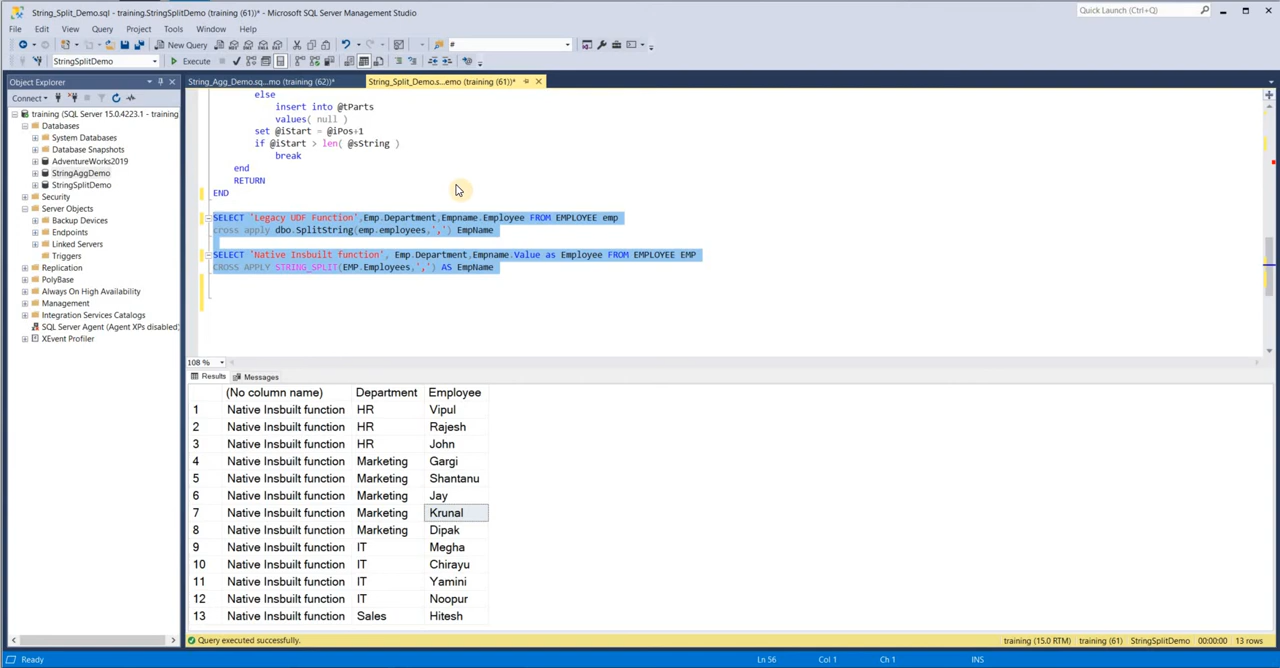 String_Split_Demo.sql - training.StringSplitDemo (training (61))* - Microsoft SQL Server Management Studio
Quick Launch (Ctrl+Q)
File Edit View Query Project Tools Window Help
New Query
#
StringSplitDemo
Execute
Object Explorer
String_Agg_Demo.sq...mo (training (62))*
String_Split_Demo.s...emo (training (61))*
Connect
training (SQL Server 15.0.4223.1 - training
Databases
System Databases
Database Snapshots
AdventureWorks2019
StringAggDemo
StringSplitDemo
Security
Server Objects
Backup Devices
Endpoints
Linked Servers
Triggers
Replication
PolyBase
Always On High Availability
Management
Integration Services Catalogs
SQL Server Agent (Agent XPs disabled)
XEvent Profiler
else
insert into @tParts
values( null )
set @iStart = @iPos+1
if @iStart > len( @sString )
break
end
RETURN
END
SELECT 'Legacy UDF Function',Emp.Department,Empname.Employee FROM EMPLOYEE emp
cross apply dbo.SplitString(emp.employees,',') EmpName
SELECT 'Native Insbuilt function', Emp.Department,Empname.Value as Employee FROM EMPLOYEE EMP
CROSS APPLY STRING_SPLIT(EMP.Employees,',') AS EmpName
108 %
Results Messages
(No column name) Department Employee
1 Native Insbuilt function HR Vipul
2 Native Insbuilt function HR Rajesh
3 Native Insbuilt function HR John
4 Native Insbuilt function Marketing Gargi
5 Native Insbuilt function Marketing Shantanu
6 Native Insbuilt function Marketing Jay
7 Native Insbuilt function Marketing Krunal
8 Native Insbuilt function Marketing Dipak
9 Native Insbuilt function IT Megha
10 Native Insbuilt function IT Chirayu
11 Native Insbuilt function IT Yamini
12 Native Insbuilt function IT Noopur
13 Native Insbuilt function Sales Hitesh
Query executed successfully.
training (15.0 RTM) training (61) StringSplitDemo 00:00:00 13 rows
Ready
Ln 56 Col 1 Ch 1 INS